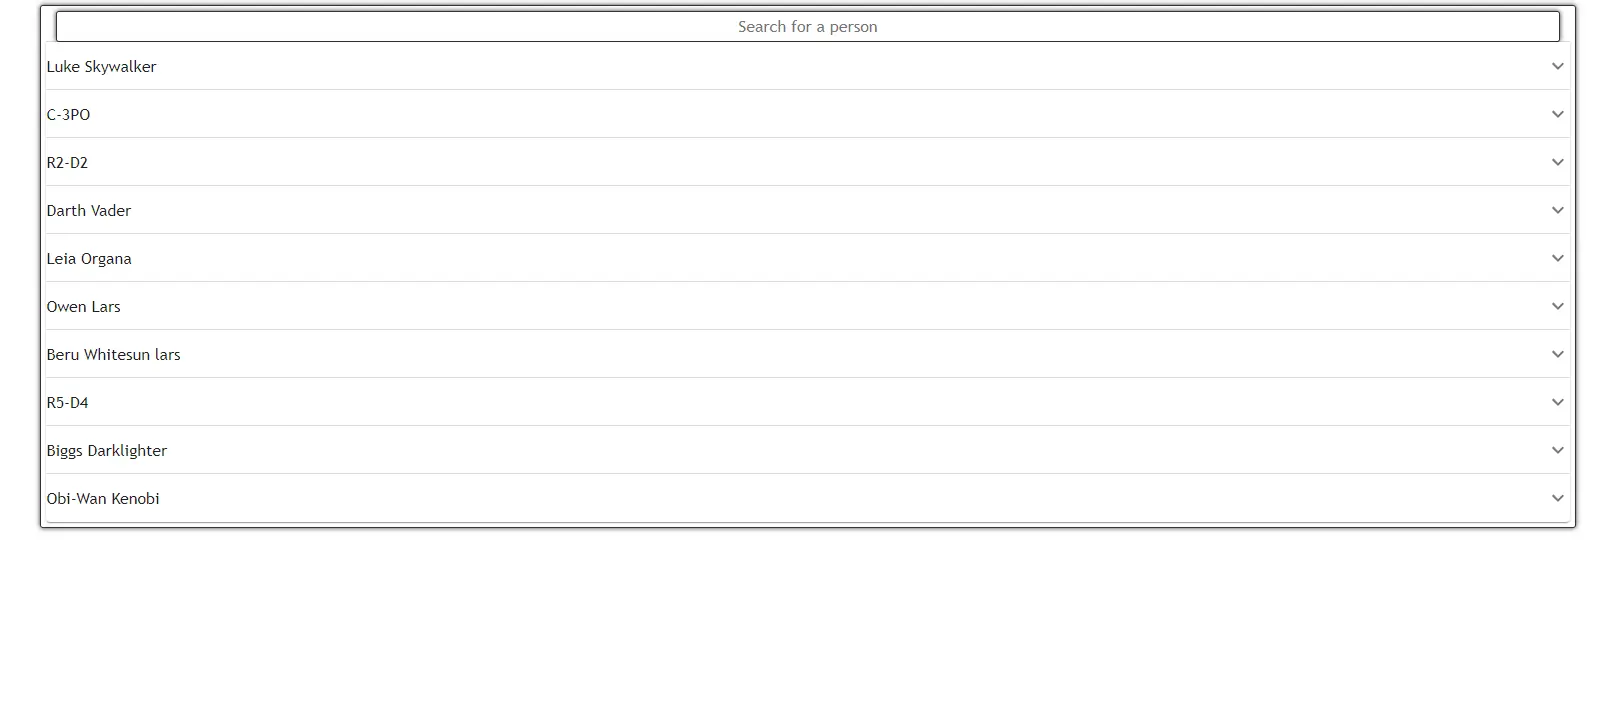 Search for a person
Luke Skywalker
C-3PO
R2-D2
Darth Vader
Leia Organa
Owen Lars
Beru Whitesun lars
R5-D4
Biggs Darklighter
Obi-Wan Kenobi